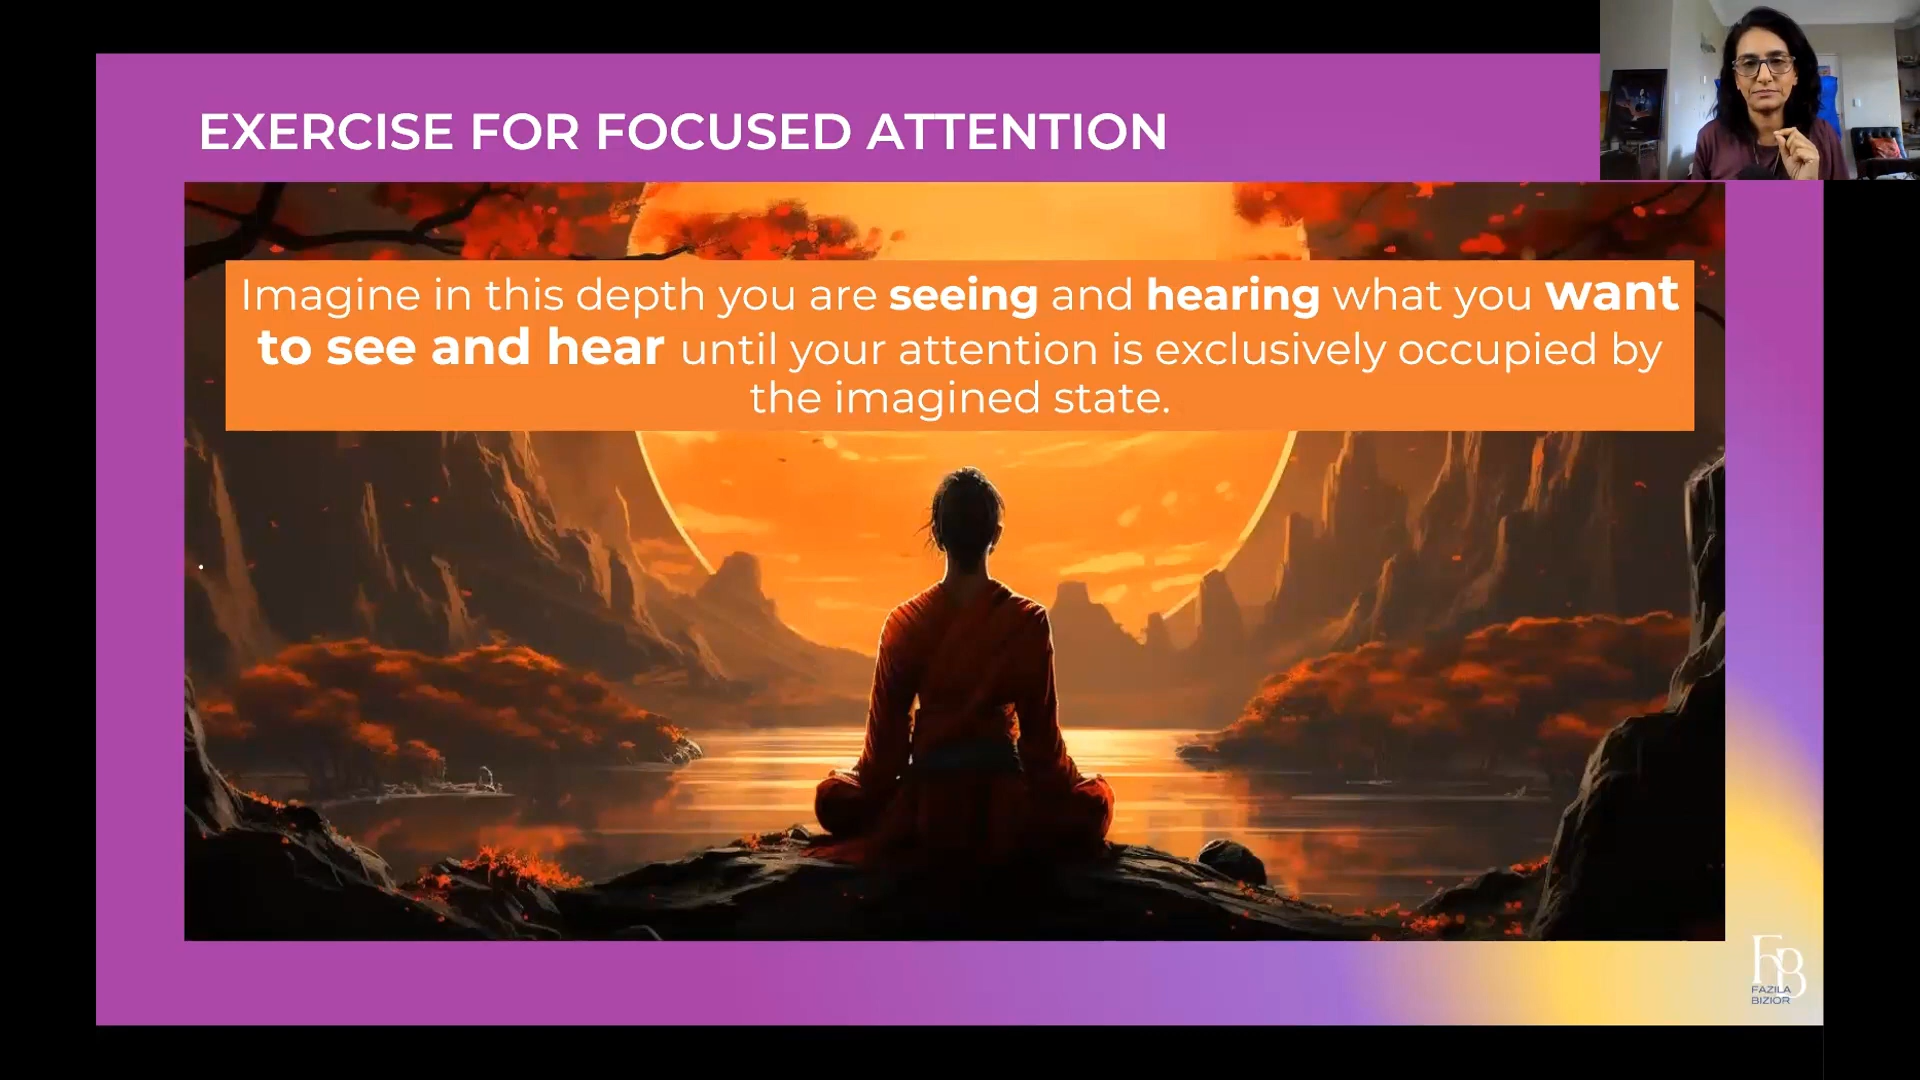 EXERCISE FOR FOCUSED ATTENTION
Imagine in this depth you are seeing and hearing what you want
to see and hear until your attention is exclusively occupied by
the imagined state.
FB
FAZILA
BIZIOR